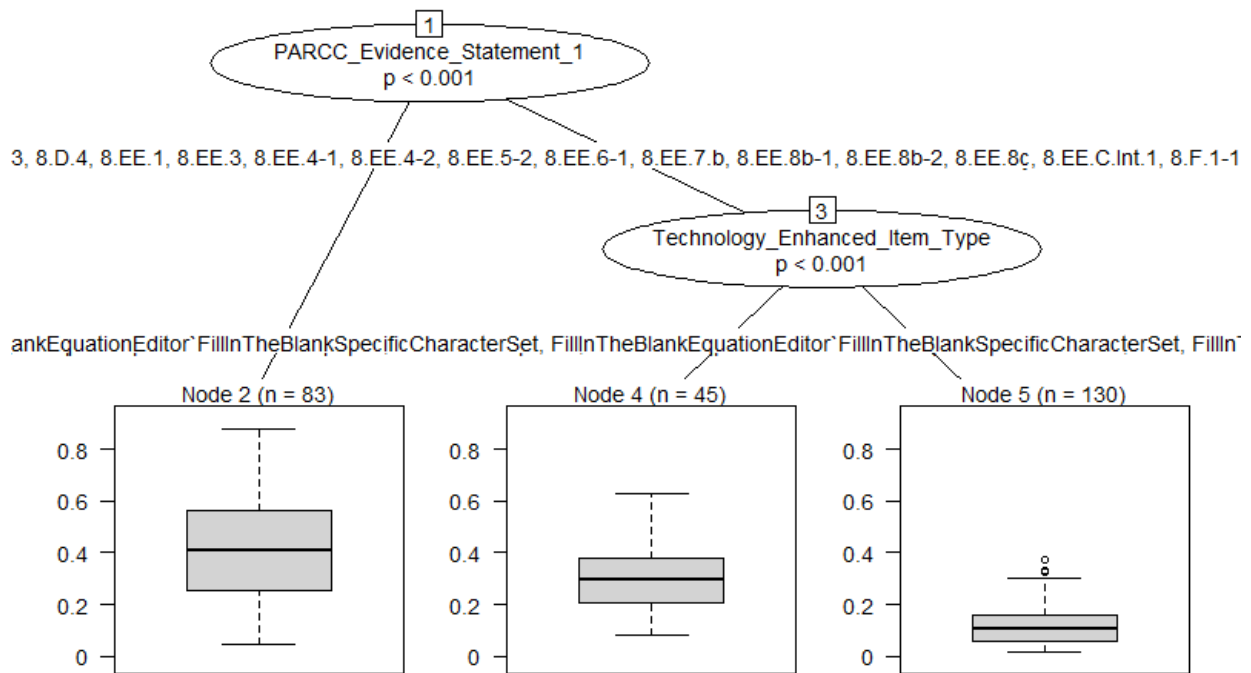 1
PARCC_Evidence_Statement_1
p < 0.001
3, 8.D.4, 8.EE.1, 8.EE.3, 8.EE.4-1, 8.EE.4-2, 8.EE.5-2, 8.EE.6-1, 8.EE.7.b, 8.EE.8b-1, 8.EE.8b-2, 8.EE.8c, 8.EE.C.Int.1, 8.F.1-1
3
Technology_Enhanced_Item_Type
p < 0.001
ankEquationEditor`FillInTheBlankSpecificCharacterSet, FillInTheBlankEquationEditor`FillInTheBlankSpecificCharacterSet, FillInT
Node 2 (n = 83)
0.8
0.6
0.4
0.2
0
Node 4 (n = 45)
0.8
0.6
0.4
0.2
0
Node 5 (n = 130)
0.8
0.6
0.4
0.2
0